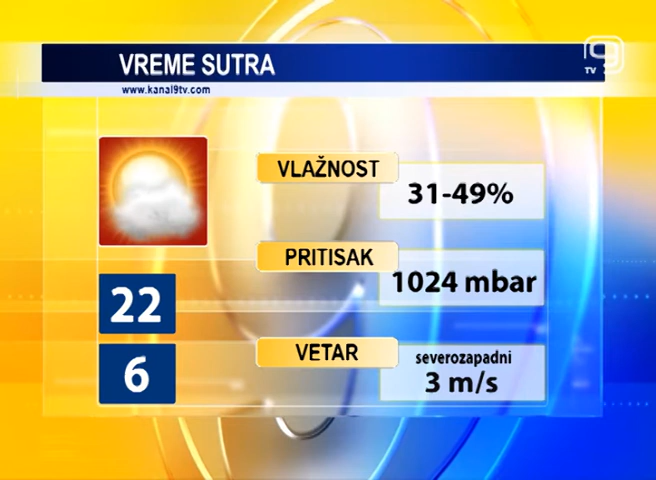 VREME SUTRA
www.kanal9tv.com
9
TV
VLAŽNOST
31-49%
PRITISAK
1024 mbar
22
6
VETAR
severozapadni
3 m/s